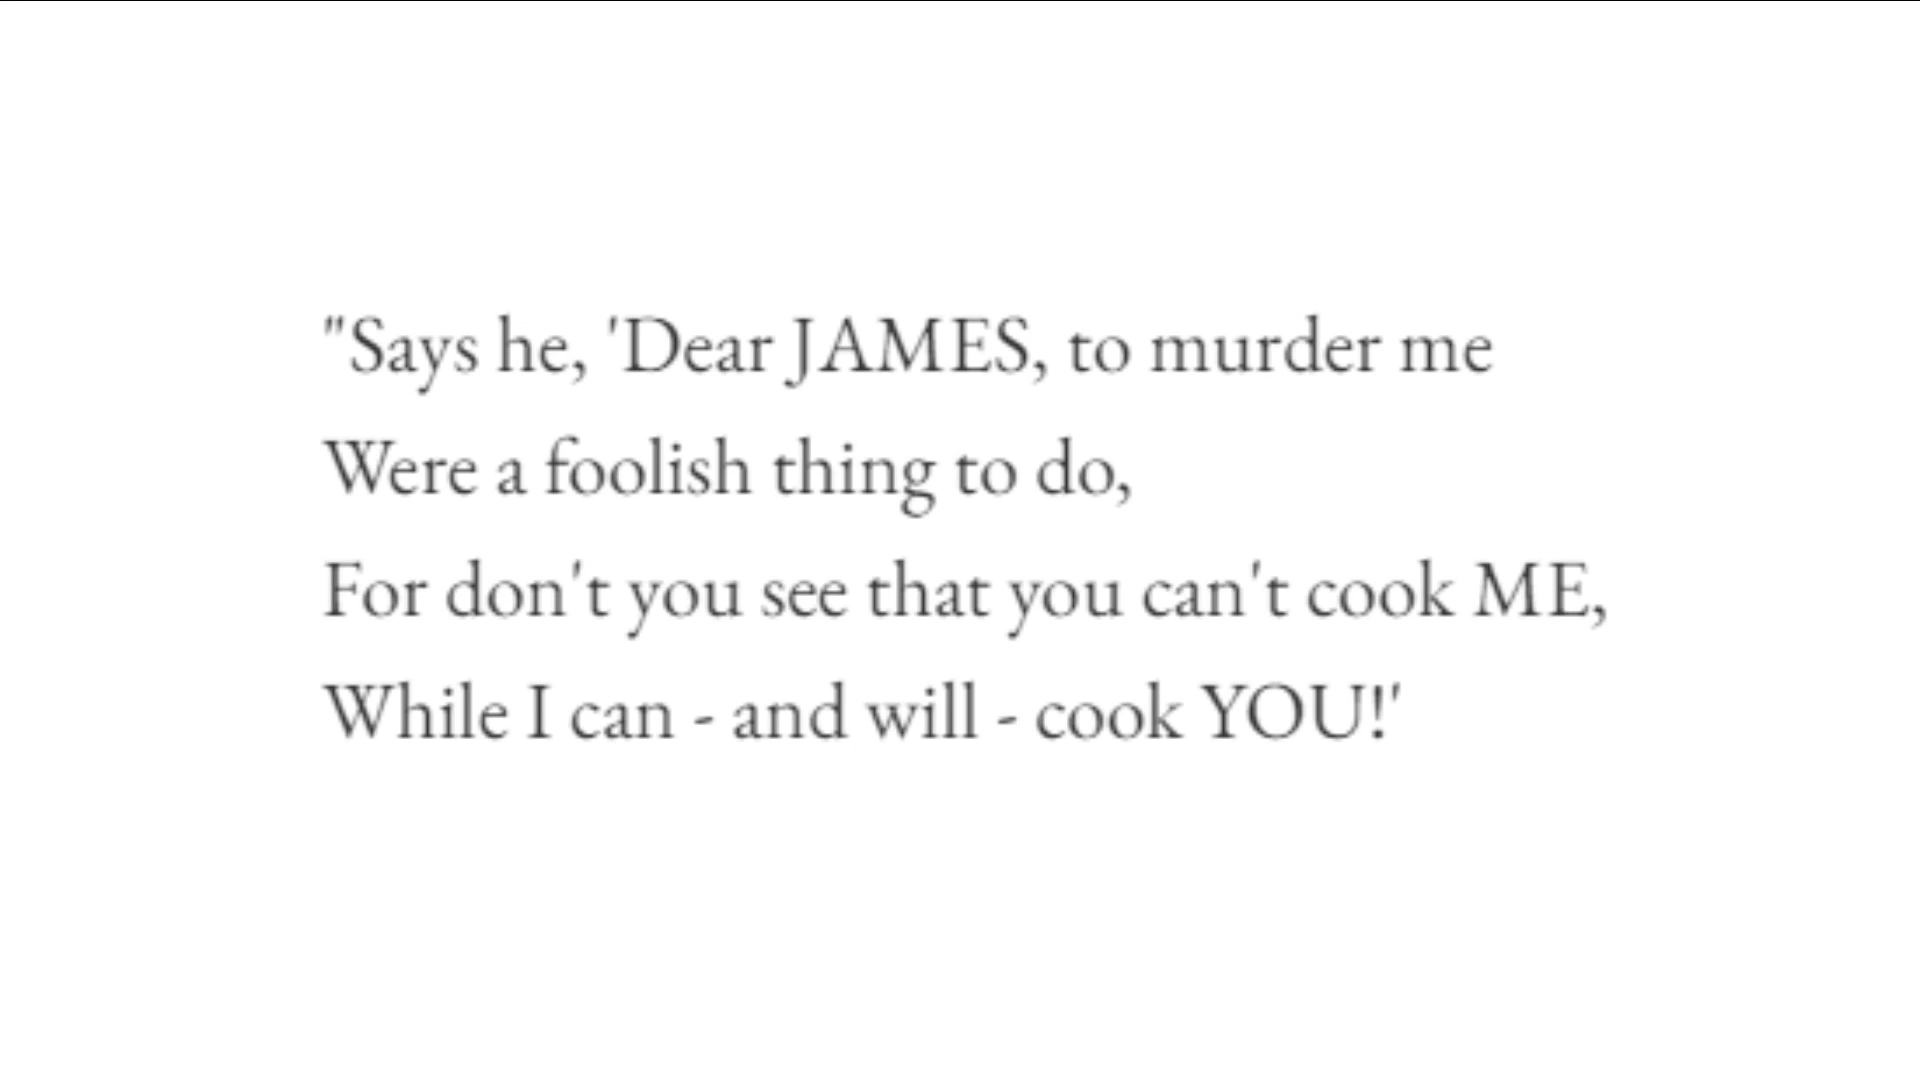 "Says he, 'Dear JAMES, to murder me
Were a foolish thing to do,
For don't you see that you can't cook ME,
While I can - and will - cook YOU!'